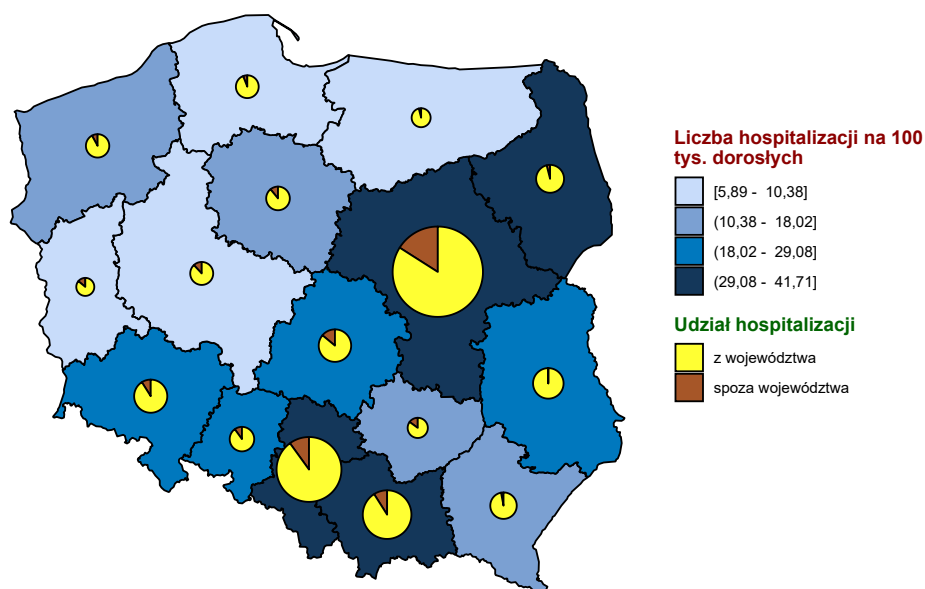 Liczba hospitalizacji na 100
tys. dorosłych
[5,89 - 10,38]
(10,38 - 18,02]
(18,02 - 29,08]
(29,08 - 41,71]
Udział hospitalizacji
z województwa
spoza województwa